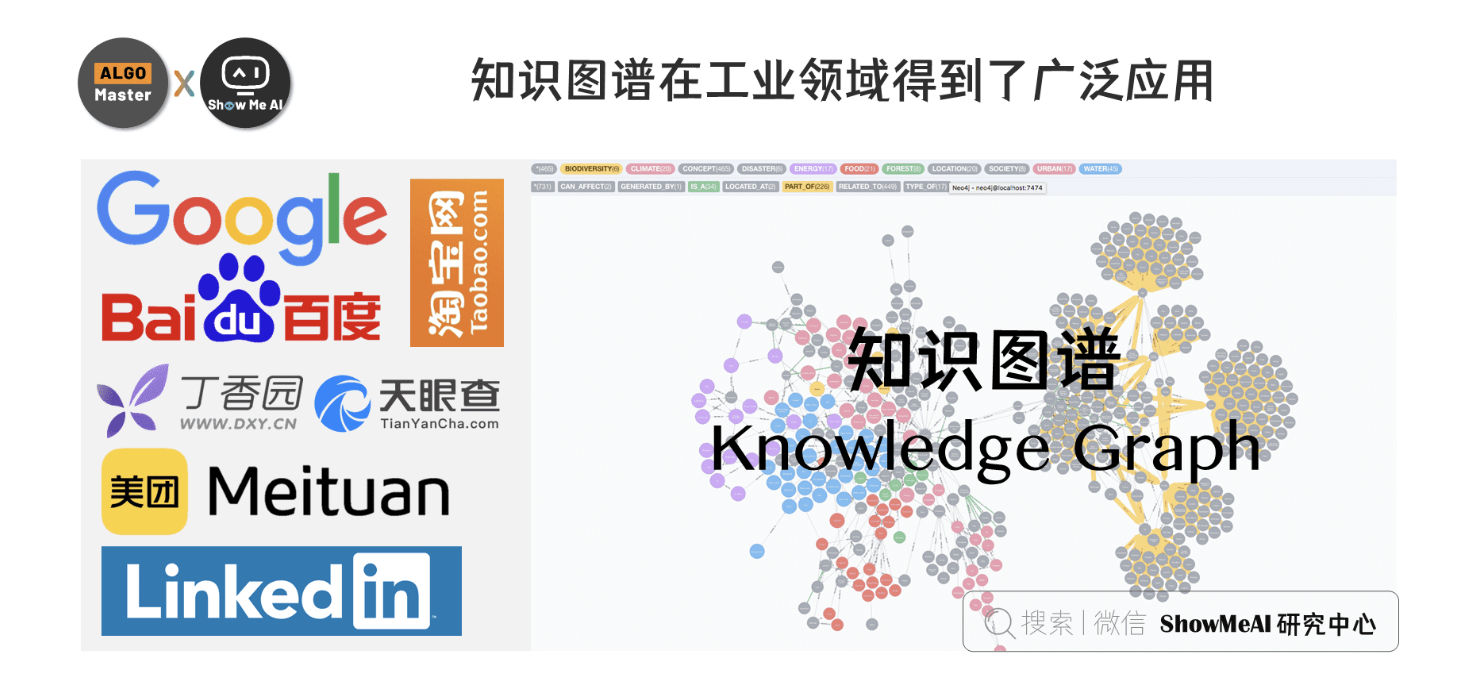 ALGO
Master
X
Show Me AI
知识图谱在工业领域得到了广泛应用
Google
Baidu百度
淘宝网
Taobao.com
丁香园
WWW.DXY.CN
天眼查
TianYanCha.com
美团
Meituan
Linkedin
*(465) BIODIVERSITY(6) CLIMATE(20) CONCEPT(465) DISASTER(6) ENERGY(17) FOOD(21) FOREST(8) LOCATION(20) SOCIETY(8) URBAN(17) WATER(45)
*(731) CAN_AFFECT(2) GENERATED_BY(1) IS_A(34) LOCATED_AT(2) PART_OF(226) RELATED_TO(449) TYPE_OF(17) Neo4j - neo4j@localhost:7474
知识图谱
Knowledge Graph
搜索 | 微信 ShowMeAI 研究中心